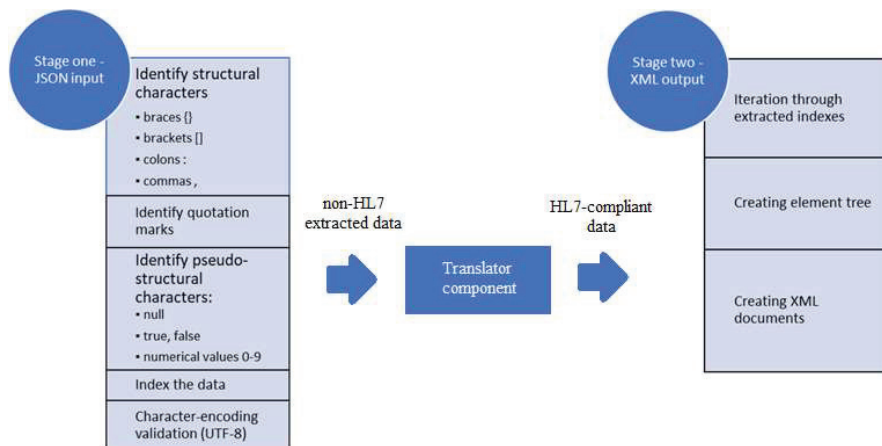 Stage one -
JSON input
Identify structural
characters
• braces {}
• brackets []
• colons :
• commas ,
Identify quotation
marks
Identify pseudo-
structural
characters:
• null
• true, false
• numerical values 0-9
Index the data
Character-encoding
validation (UTF-8)
non-HL7
extracted data
Translator
component
HL7-compliant
data
Stage two -
XML output
Iteration through
extracted indexes
Creating element tree
Creating XML
documents